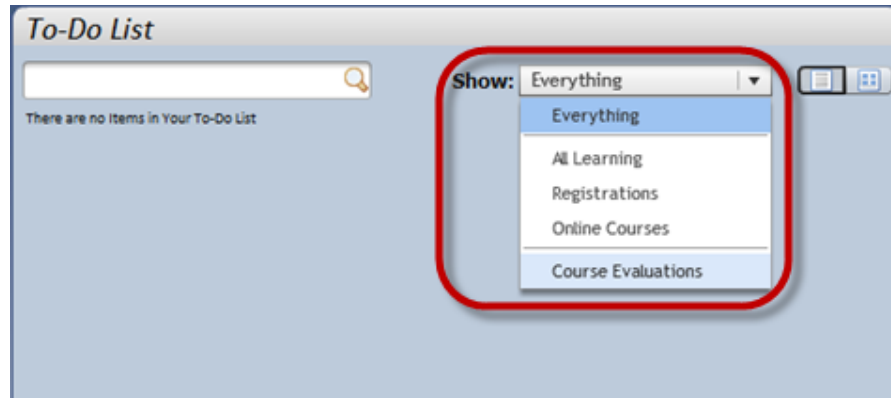 To-Do List
Show: Everything
There are no Items in Your To-Do List
Everything
All Learning
Registrations
Online Courses
Course Evaluations